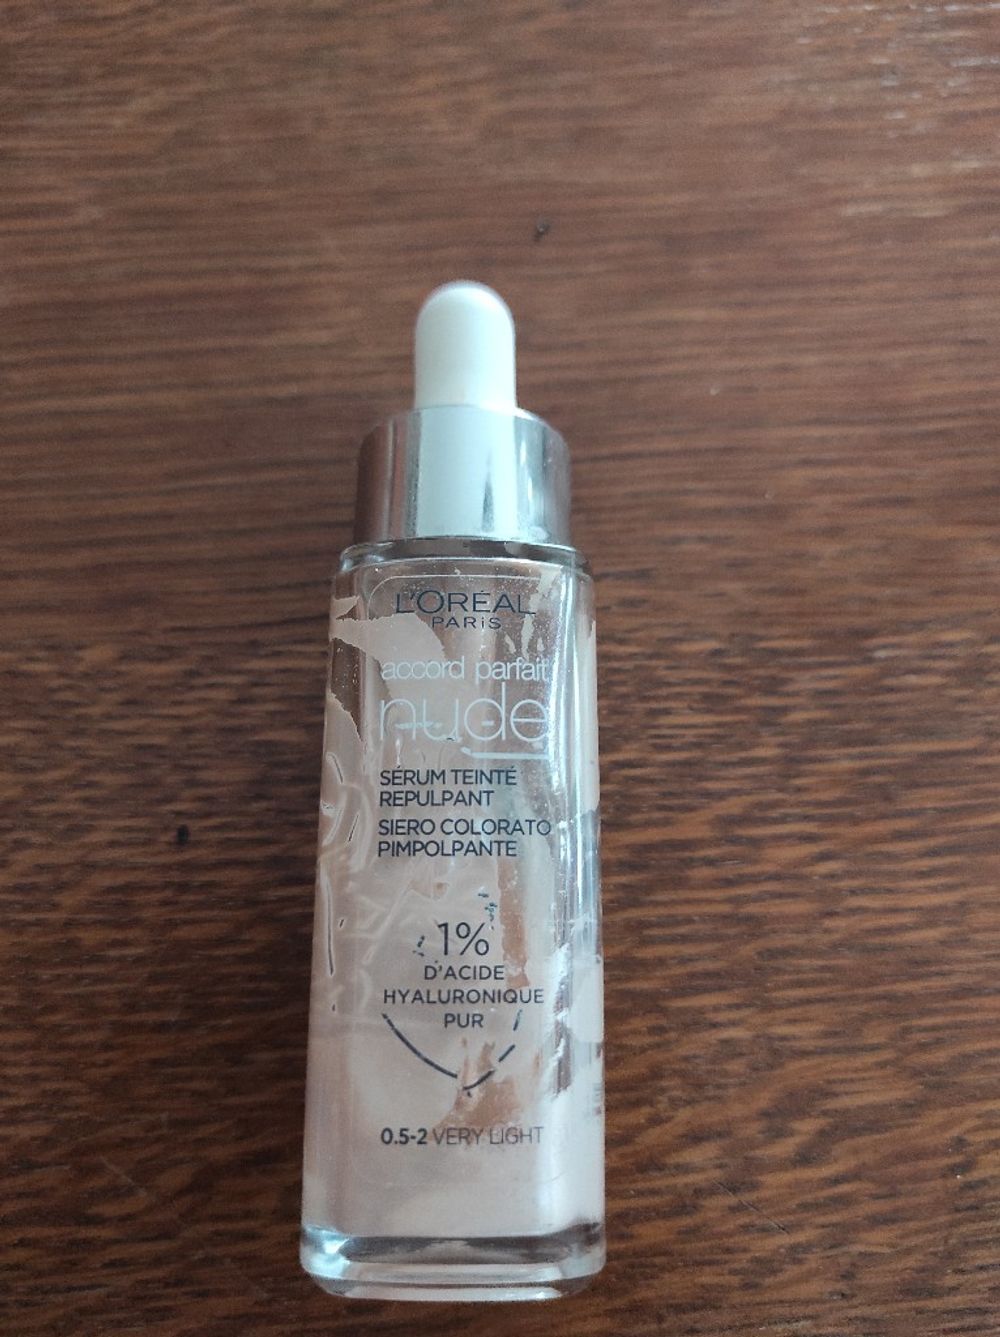 L'ORÉAL
PARIS
accord parfait
nude
SÉRUM TEINTÉ
REPULPANT
SIERO COLORATO
PIMPOLPANTE
1%
D'ACIDE
HYALURONIQUE
PUR
0.5-2 VERY LIGHT